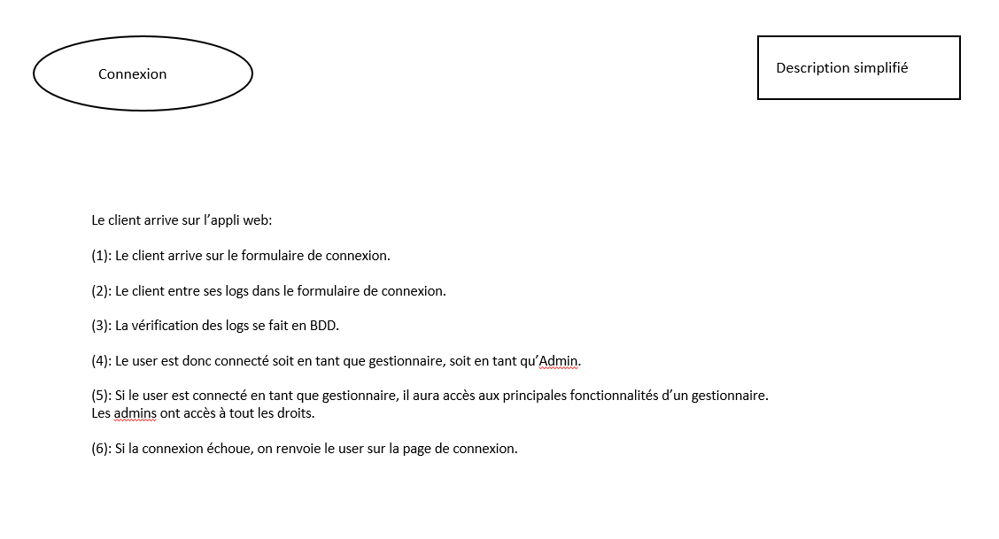 Connexion
Description simplifié
Le client arrive sur l’appli web:
(1): Le client arrive sur le formulaire de connexion.
(2): Le client entre ses logs dans le formulaire de connexion.
(3): La vérification des logs se fait en BDD.
(4): Le user est donc connecté soit en tant que gestionnaire, soit en tant qu’Admin.
(5): Si le user est connecté en tant que gestionnaire, il aura accès aux principales fonctionnalités d’un gestionnaire.
Les admins ont accès à tout les droits.
(6): Si la connexion échoue, on renvoie le user sur la page de connexion.